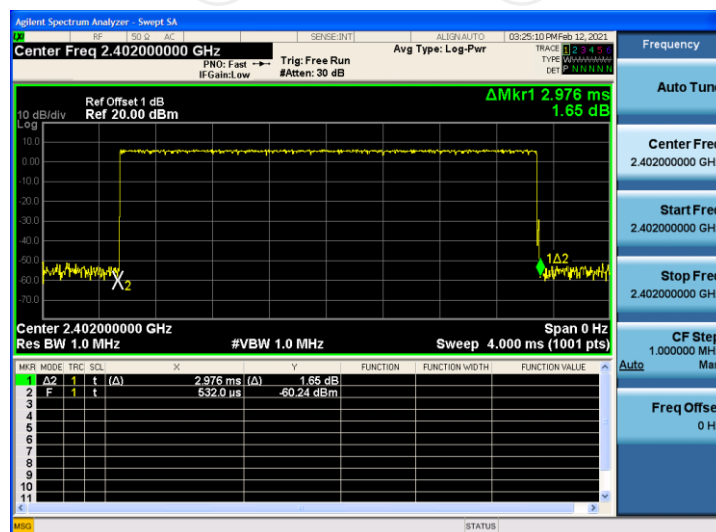 Agilent Spectrum Analyzer - Swept SA
LXI RF 50 Ω AC SENSE:INT ALIGNAUTO 03:25:10 PM Feb 12, 2021
Center Freq 2.402000000 GHz
PNO: Fast
IFGain:Low
Trig: Free Run
#Atten: 30 dB
Avg Type: Log-Pwr
TRACE 1 2 3 4 5 6
TYPE
DET P N N N N N
Ref Offset 1 dB
10 dB/div Ref 20.00 dBm
Log
ΔMkr1 2.976 ms
1.65 dB
10.0
0.00
-10.0
-20.0
-30.0
-40.0
-50.0
-60.0
-70.0
2
1Δ2
Center 2.402000000 GHz Span 0 Hz
Res BW 1.0 MHz #VBW 1.0 MHz Sweep 4.000 ms (1001 pts)
MKR MODE TRC SCL X Y FUNCTION FUNCTION WIDTH FUNCTION VALUE
1 Δ2 1 t (Δ) 2.976 ms (Δ) 1.65 dB
2 F 1 t 532.0 µs -60.24 dBm
3
4
5
6
7
8
9
10
11
MSG STATUS
Frequency
Auto Tun
Center Fre
2.402000000 GH
Start Fre
2.402000000 GH
Stop Fre
2.402000000 GH
CF Step
1.000000 MH
Auto Man
Freq Offse
0 H